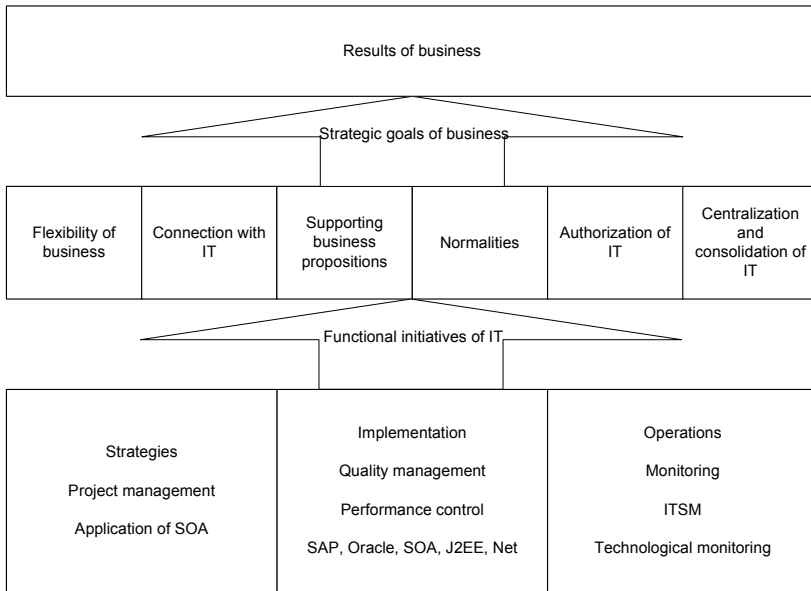 Results of business
Strategic goals of business
Flexibility of
business
Connection with
IT
Supporting
business
propositions
Normalities
Authorization of
IT
Centralization
and
consolidation of
IT
Functional initiatives of IT
Strategies
Project management
Application of SOA
Implementation
Quality management
Performance control
SAP, Oracle, SOA, J2EE, Net
Operations
Monitoring
ITSM
Technological monitoring